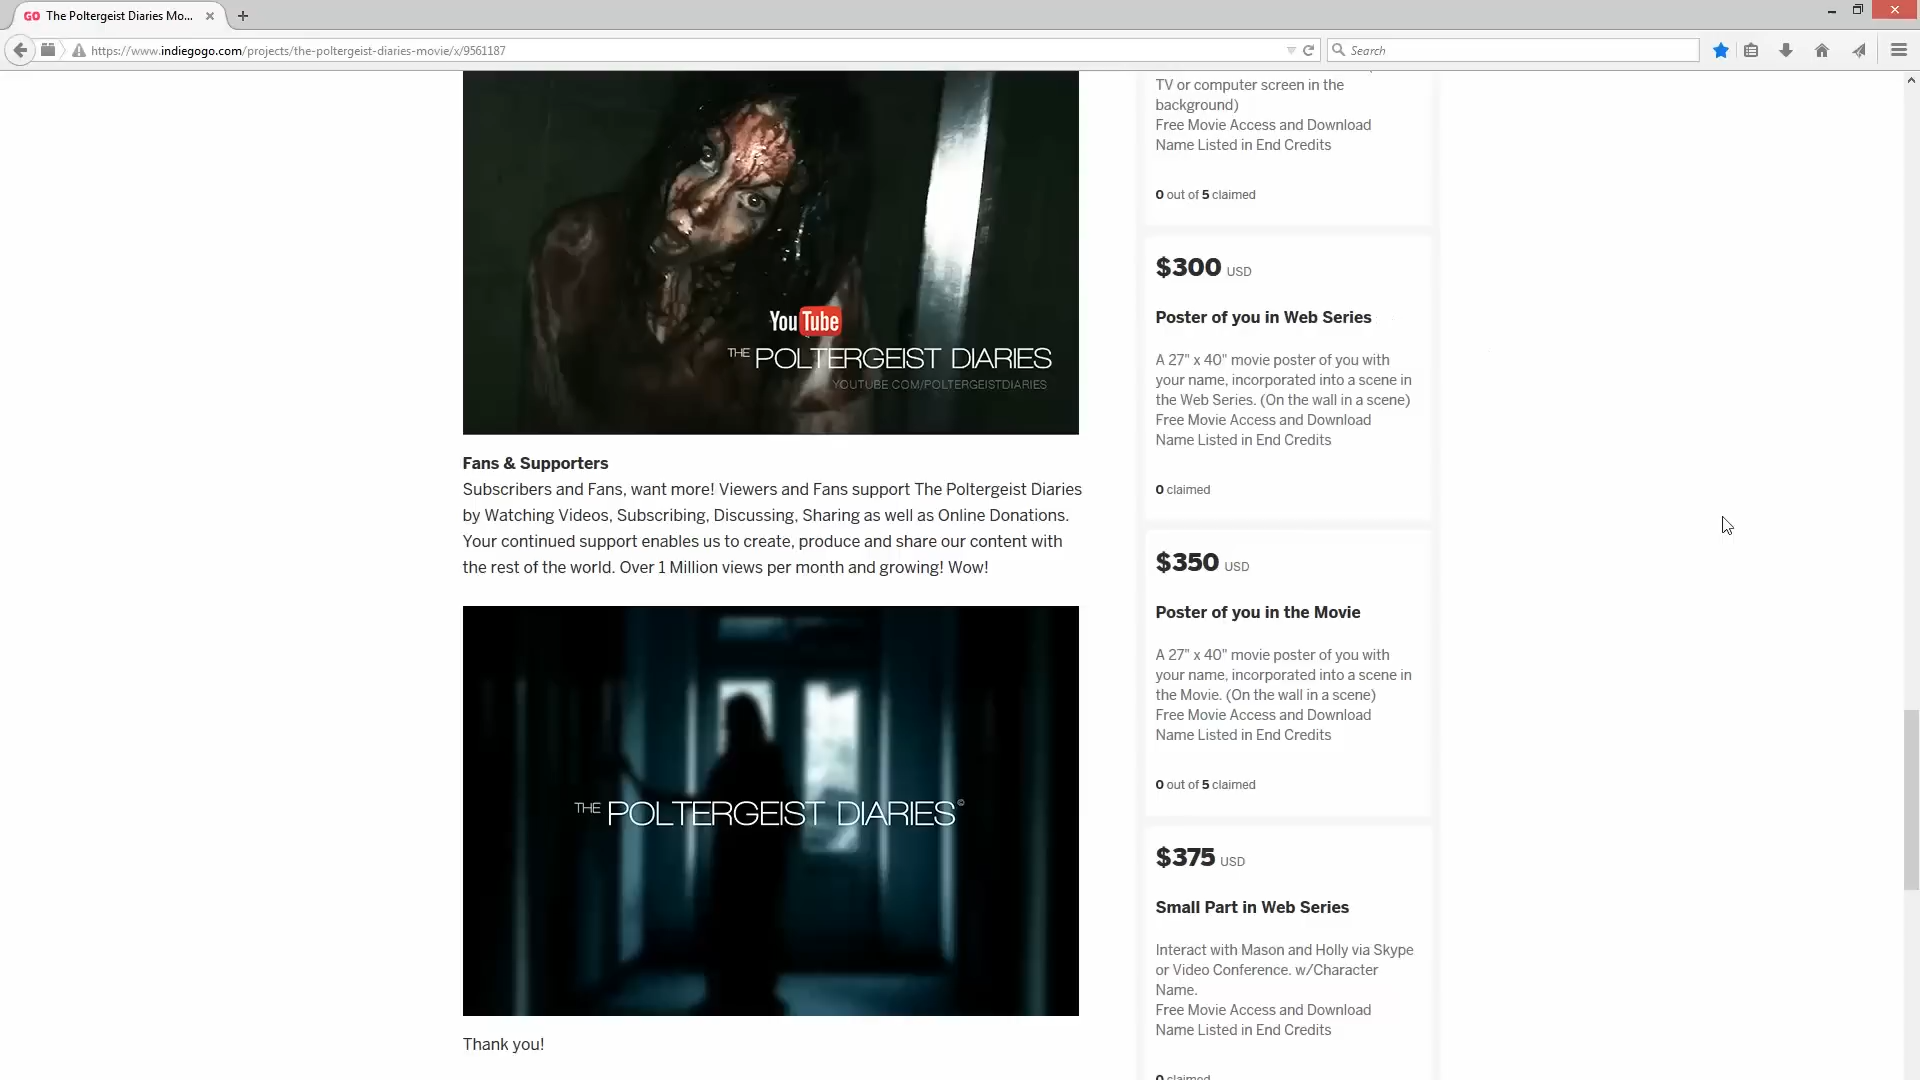 GO The Poltergeist Diaries Mo...
https://www.indiegogo.com/projects/the-poltergeist-diaries-movie/x/9561187
Search
YouTube
THE POLTERGEIST DIARIES
YOUTUBE.COM/POLTERGEISTDIARIES
Fans & Supporters
Subscribers and Fans, want more! Viewers and Fans support The Poltergeist Diaries
by Watching Videos, Subscribing, Discussing, Sharing as well as Online Donations.
Your continued support enables us to create, produce and share our content with
the rest of the world. Over 1 Million views per month and growing! Wow!
THE POLTERGEIST DIARIES©
Thank you!
TV or computer screen in the
background)
Free Movie Access and Download
Name Listed in End Credits
0 out of 5 claimed
$300 USD
Poster of you in Web Series
A 27" x 40" movie poster of you with
your name, incorporated into a scene in
the Web Series. (On the wall in a scene)
Free Movie Access and Download
Name Listed in End Credits
0 claimed
$350 USD
Poster of you in the Movie
A 27" x 40" movie poster of you with
your name, incorporated into a scene in
the Movie. (On the wall in a scene)
Free Movie Access and Download
Name Listed in End Credits
0 out of 5 claimed
$375 USD
Small Part in Web Series
Interact with Mason and Holly via Skype
or Video Conference. w/Character
Name.
Free Movie Access and Download
Name Listed in End Credits
0 claimed